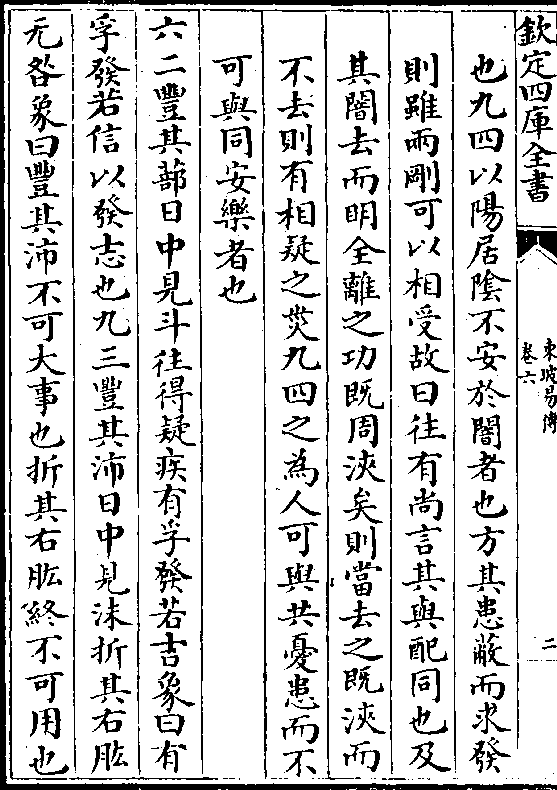 欽定四庫全書
東坡易傳
卷六
二
也九四以陽居陰不安於闇者也方其患蔽而求發
則雖兩剛可以相受故曰往有尚言其與配同也及
其闇去而明全離之功既周浹矣則當去之既浹而
不去則有相疑之災九四之為人可與共憂患而不
可與同安樂者也
六二豐其蔀日中見斗往得疑疾有孚發若吉象曰有
孚發若信以發志也九三豐其沛日中見沬折其右肱
无咎象曰豐其沛不可大事也折其右肱終不可用也